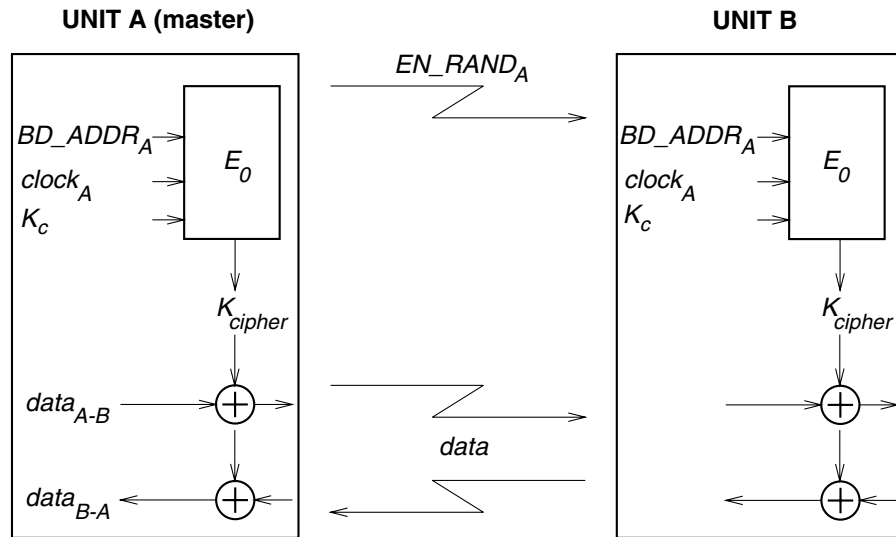 UNIT A (master)
UNIT B
EN_RAND_A
BD_ADDR_A
clock_A
K_c
E_0
BD_ADDR_A
clock_A
K_c
E_0
K_cipher
K_cipher
data_A-B
data
data_B-A